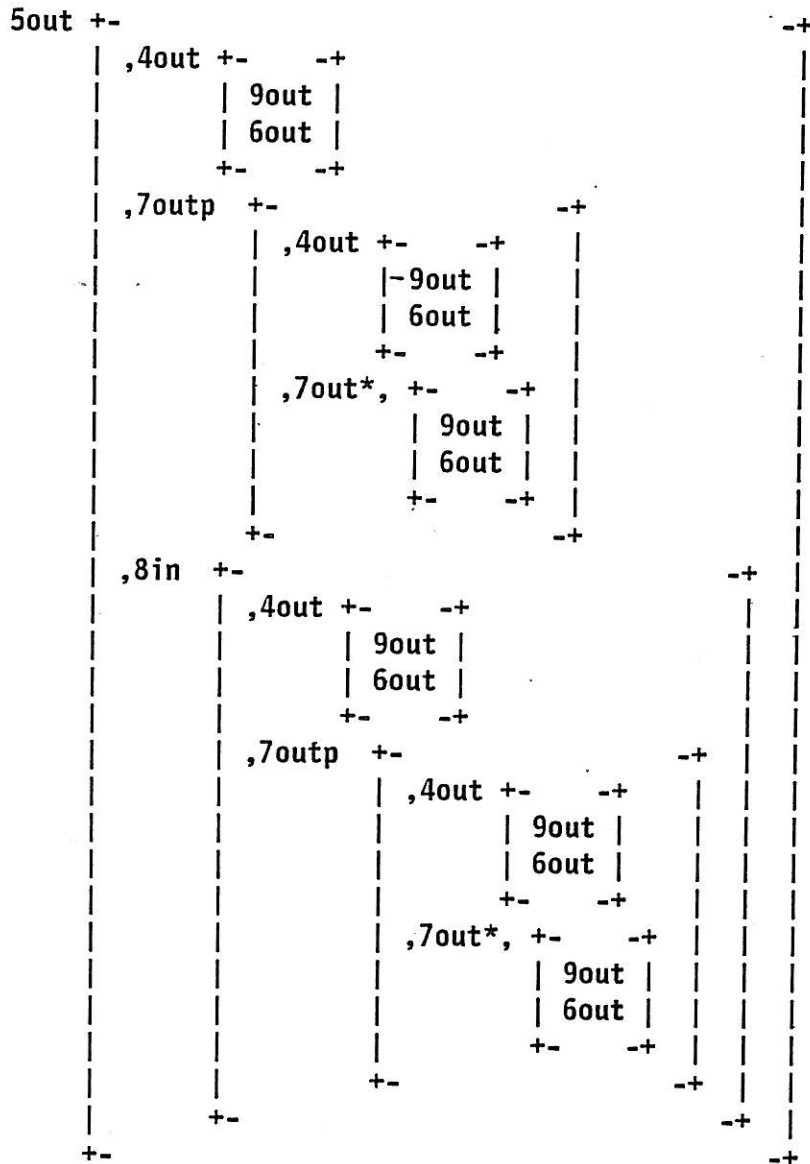 5out +- -+
| ,4out +- -+ |
| | 9out | |
| | 6out | |
| +- -+ |
| ,7outp +- -+ |
| | ,4out +- -+ | |
| | |-9out | | |
| | | 6out | | |
| | +- -+ | |
| | ,7out*, +- -+ | |
| | | 9out | | |
| | | 6out | | |
| | +- -+ | |
| +- -+ |
| ,8in +- -+ |
| | ,4out +- -+ | |
| | | 9out | | |
| | | 6out | | |
| | +- -+ | |
| | ,7outp +- -+ | |
| | | ,4out +- -+ | | |
| | | | 9out | | | |
| | | | 6out | | | |
| | | +- -+ | | |
| | | ,7out*, +- -+ | | |
| | | | 9out | | | |
| | | | 6out | | | |
| | | +- -+ | | |
| | +- -+ | |
| +- -+ |
+- -+